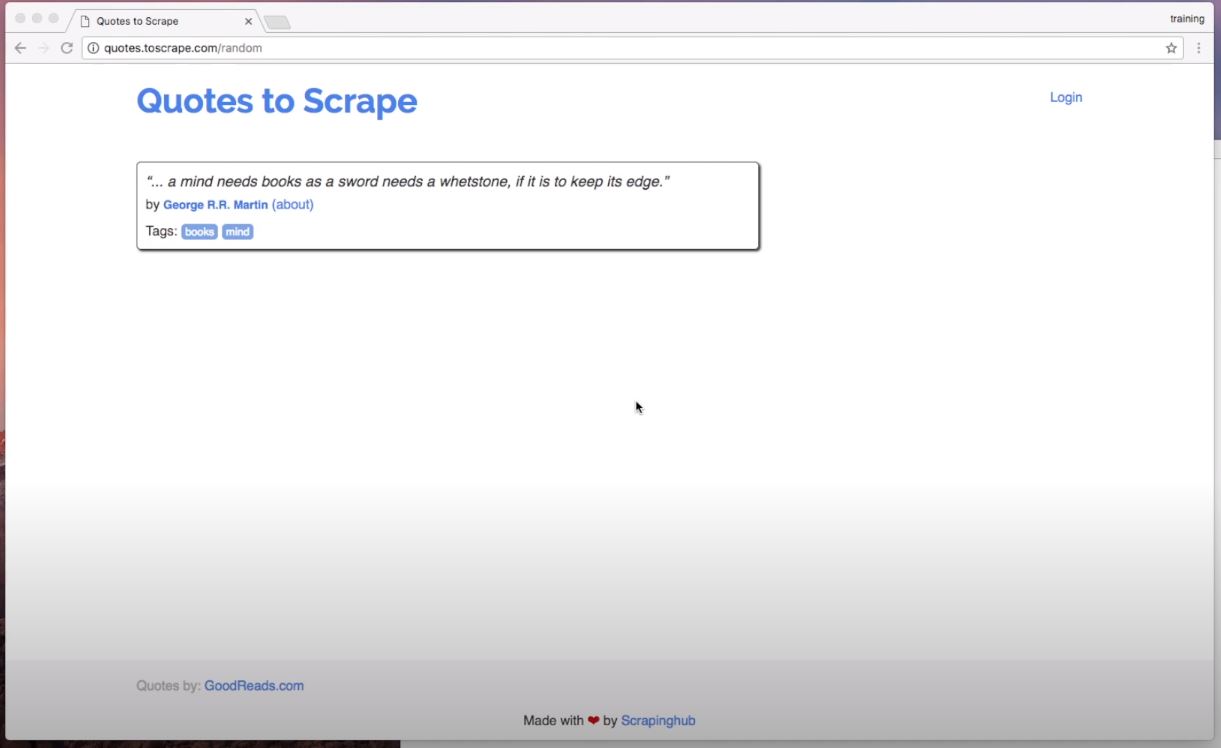 Quotes to Scrape
training
quotes.toscrape.com/random
Quotes to Scrape
Login
“... a mind needs books as a sword needs a whetstone, if it is to keep its edge.”
by George R.R. Martin (about)
Tags: books mind
Quotes by: GoodReads.com
Made with ❤ by Scrapinghub